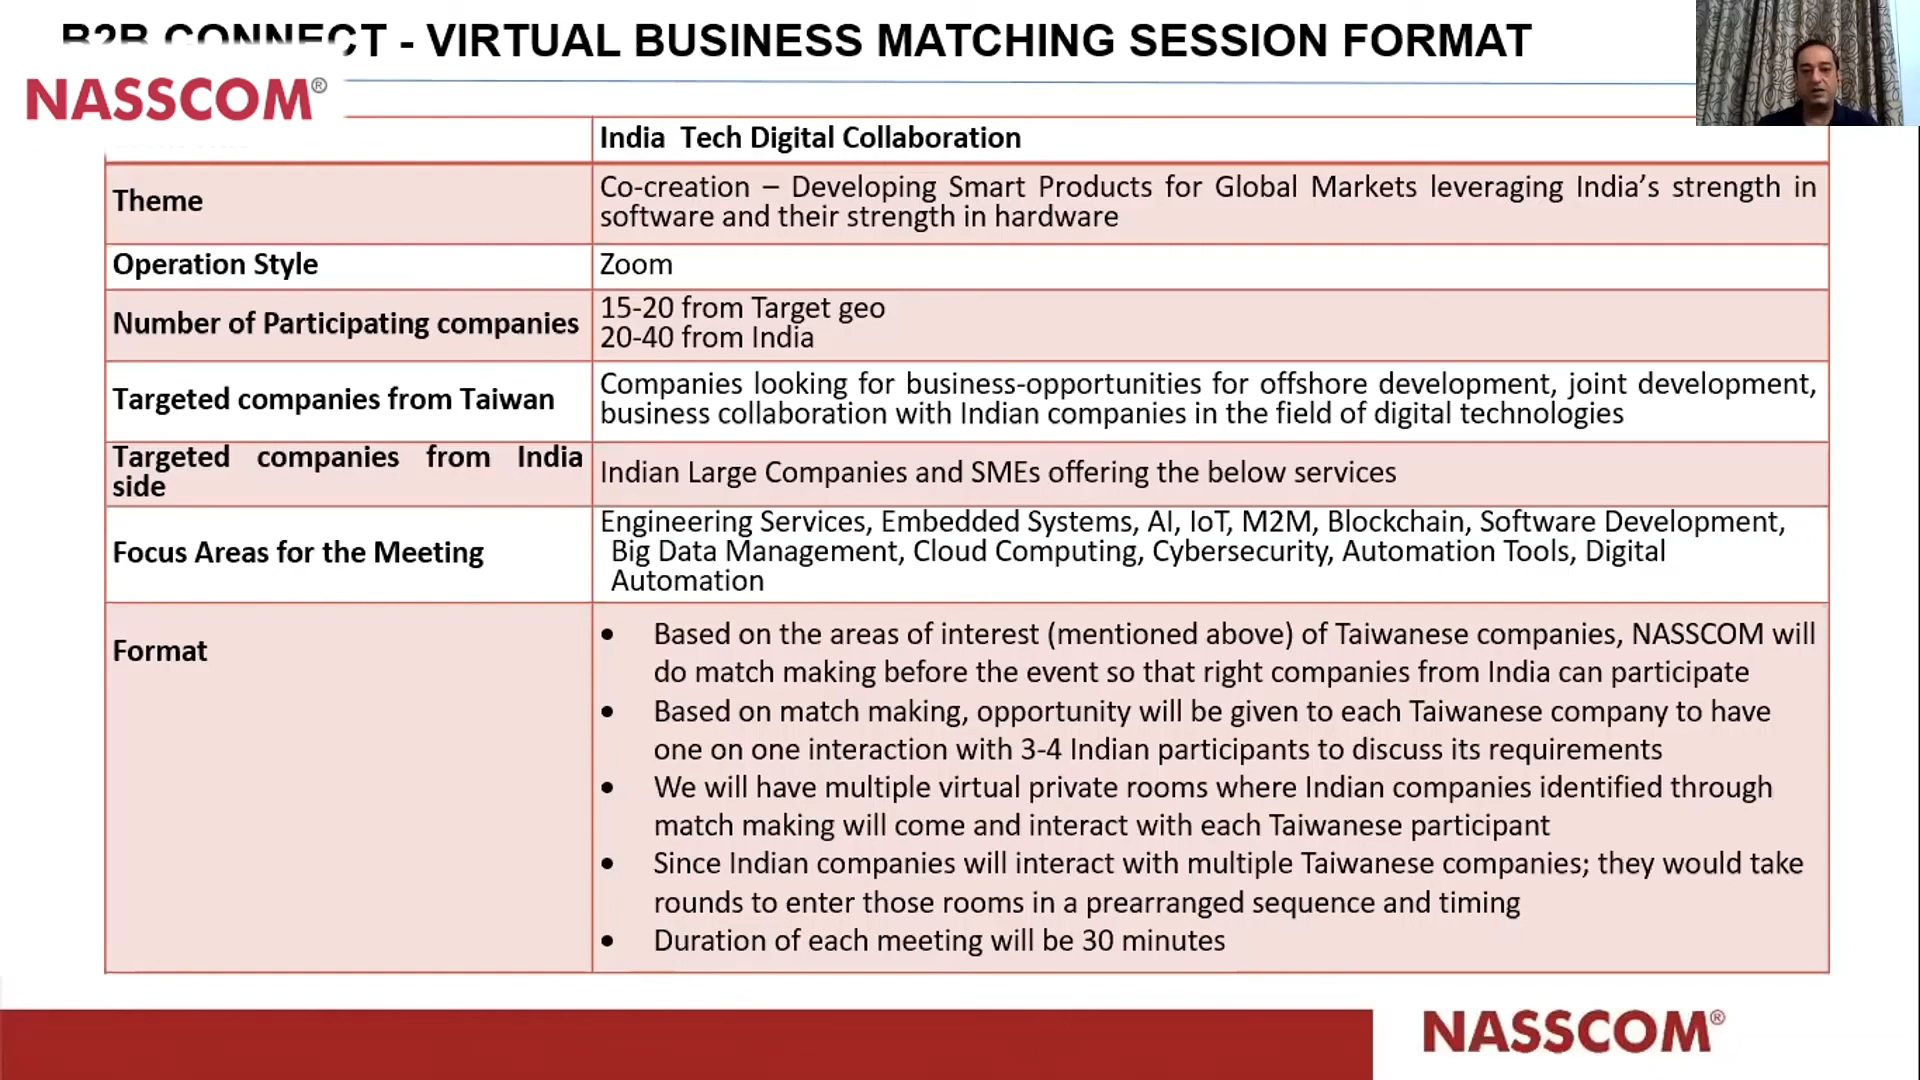 B2B CONNECT - VIRTUAL BUSINESS MATCHING SESSION FORMAT
NASSCOM®
India Tech Digital Collaboration
Theme
Co-creation – Developing Smart Products for Global Markets leveraging India’s strength in
software and their strength in hardware
Operation Style
Zoom
Number of Participating companies
15-20 from Target geo
20-40 from India
Targeted companies from Taiwan
Companies looking for business-opportunities for offshore development, joint development,
business collaboration with Indian companies in the field of digital technologies
Targeted companies from India
side
Indian Large Companies and SMEs offering the below services
Focus Areas for the Meeting
Engineering Services, Embedded Systems, AI, IoT, M2M, Blockchain, Software Development,
Big Data Management, Cloud Computing, Cybersecurity, Automation Tools, Digital
Automation
Format
• Based on the areas of interest (mentioned above) of Taiwanese companies, NASSCOM will
do match making before the event so that right companies from India can participate
• Based on match making, opportunity will be given to each Taiwanese company to have
one on one interaction with 3-4 Indian participants to discuss its requirements
• We will have multiple virtual private rooms where Indian companies identified through
match making will come and interact with each Taiwanese participant
• Since Indian companies will interact with multiple Taiwanese companies; they would take
rounds to enter those rooms in a prearranged sequence and timing
• Duration of each meeting will be 30 minutes
NASSCOM®